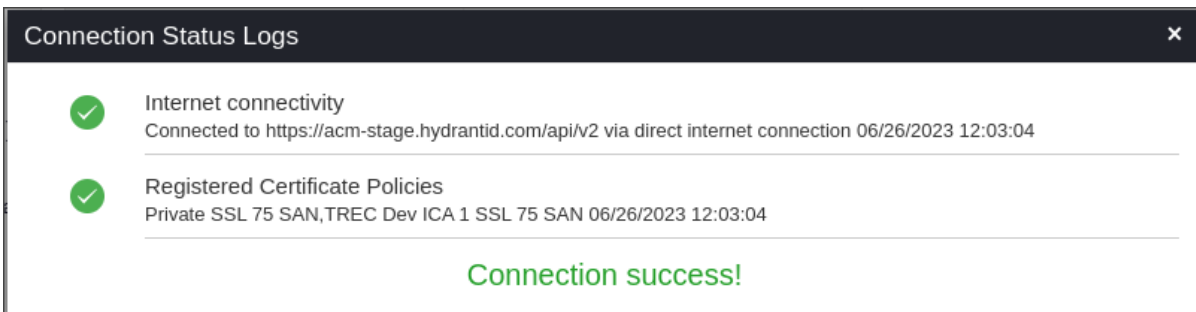 Connection Status Logs ×
Internet connectivity
Connected to https://acm-stage.hydrantid.com/api/v2 via direct internet connection 06/26/2023 12:03:04
Registered Certificate Policies
Private SSL 75 SAN,TREC Dev ICA 1 SSL 75 SAN 06/26/2023 12:03:04
Connection success!